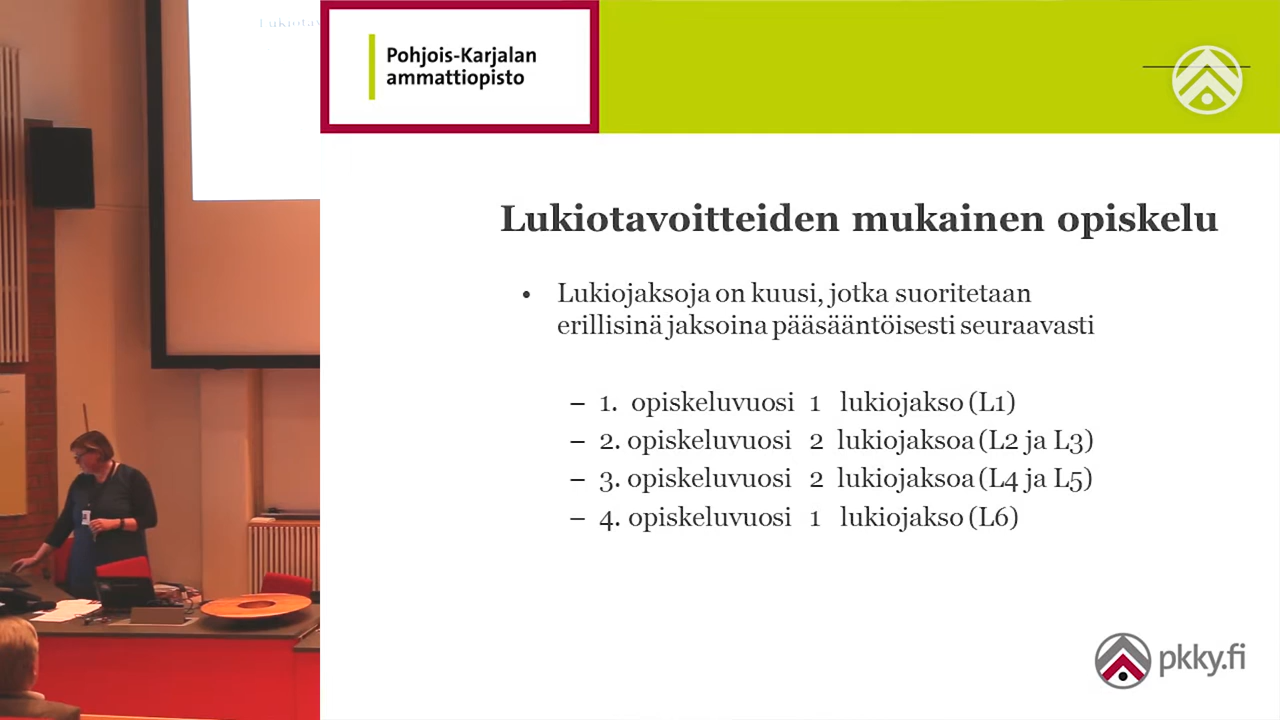 Lukiotav
Pohjois-Karjalan
ammattiopisto
Lukiotavoitteiden mukainen opiskelu
• Lukiojaksoja on kuusi, jotka suoritetaan
erillisinä jaksoina pääsääntöisesti seuraavasti
– 1. opiskeluvuosi 1 lukiojakso (L1)
– 2. opiskeluvuosi 2 lukiojaksoa (L2 ja L3)
– 3. opiskeluvuosi 2 lukiojaksoa (L4 ja L5)
– 4. opiskeluvuosi 1 lukiojakso (L6)
pkky.fi